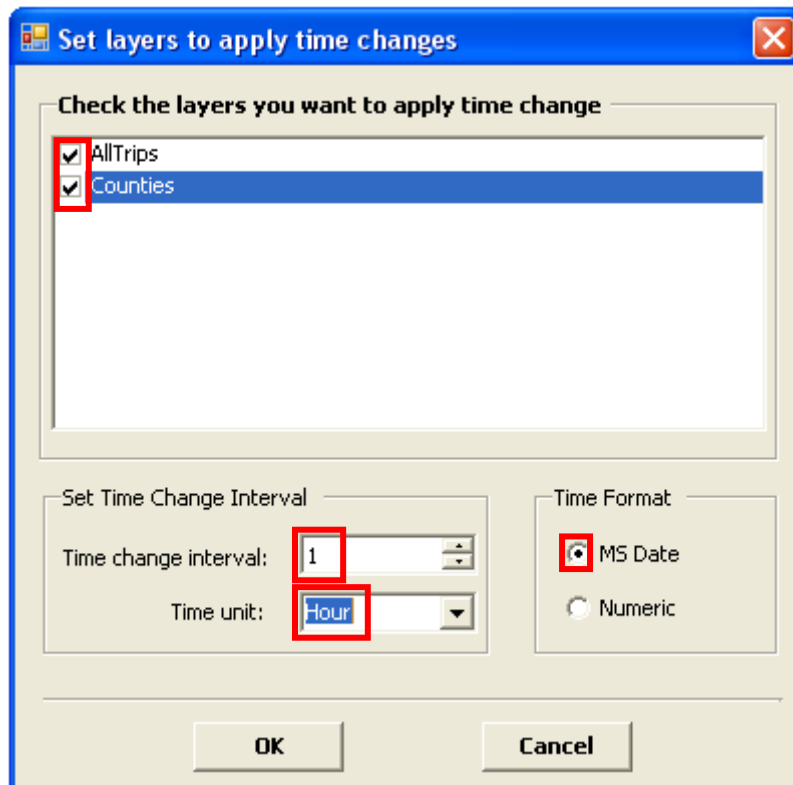 Set layers to apply time changes
Check the layers you want to apply time change
AllTrips
Counties
Set Time Change Interval
Time change interval: 1
Time unit: Hour
Time Format
MS Date
Numeric
OK Cancel